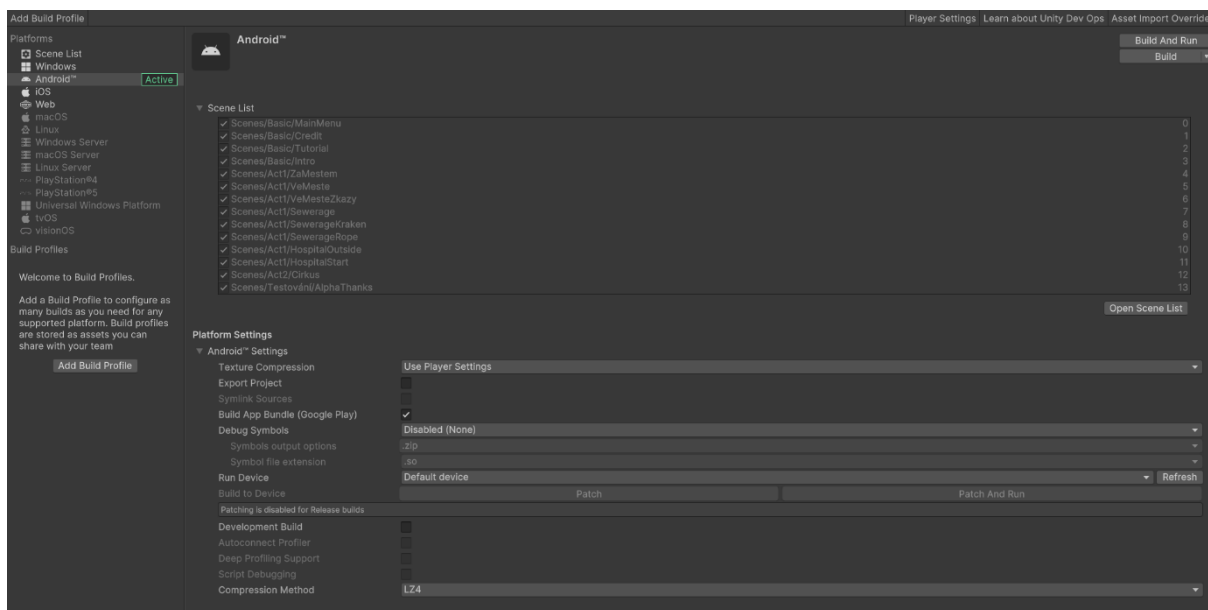 Add Build Profile
Player Settings Learn about Unity Dev Ops Asset Import Override
Platforms
Scene List
Windows
Android™ Active
iOS
Web
macOS
Linux
Windows Server
macOS Server
Linux Server
PlayStation®4
PlayStation®5
Universal Windows Platform
tvOS
visionOS
Build Profiles
Welcome to Build Profiles.
Add a Build Profile to configure as
many builds as you need for any
supported platform. Build profiles
are stored as assets you can
share with your team
Add Build Profile
Android™
Build And Run
Build
Scene List
Scenes/Basic/MainMenu 0
Scenes/Basic/Credit 1
Scenes/Basic/Tutorial 2
Scenes/Basic/Intro 3
Scenes/Act1/ZaMestem 4
Scenes/Act1/VeMeste 5
Scenes/Act1/VeMesteZkazy 6
Scenes/Act1/Sewerage 7
Scenes/Act1/SewerageKraken 8
Scenes/Act1/SewerageRope 9
Scenes/Act1/HospitalOutside 10
Scenes/Act1/HospitalStart 11
Scenes/Act2/Cirkus 12
Scenes/Testování/AlphaThanks 13
Open Scene List
Platform Settings
Android™ Settings
Texture Compression Use Player Settings
Export Project
Symlink Sources
Build App Bundle (Google Play)
Debug Symbols Disabled (None)
Symbols output options .zip
Symbol file extension .so
Run Device Default device Refresh
Build to Device Patch Patch And Run
Patching is disabled for Release builds
Development Build
Autoconnect Profiler
Deep Profiling Support
Script Debugging
Compression Method LZ4